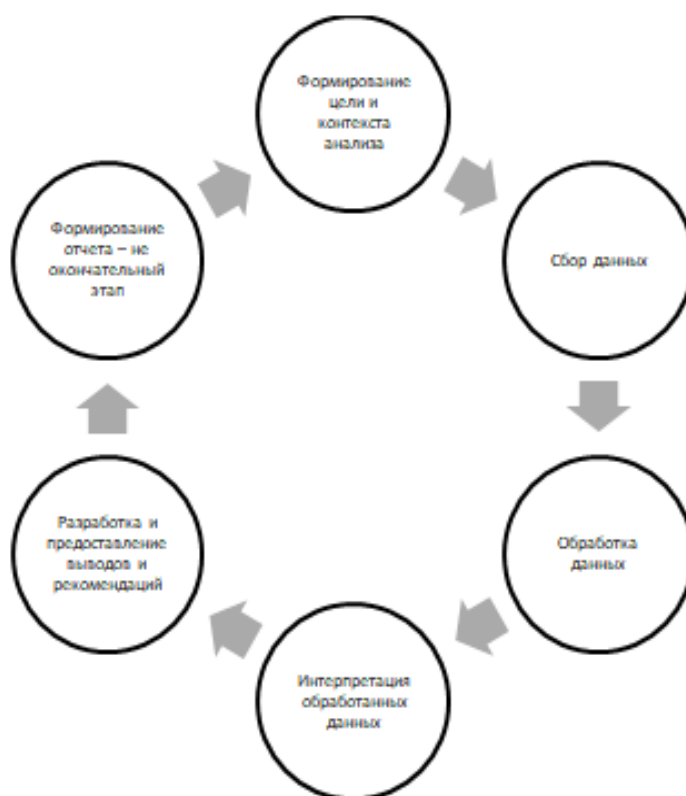 Формирование
цели и
контекста
анализа
Сбор данных
Обработка
данных
Интерпретация
обработанных
данных
Разработка и
предоставление
выводов и
рекомендаций
Формирование
отчета – не
окончательный
этап